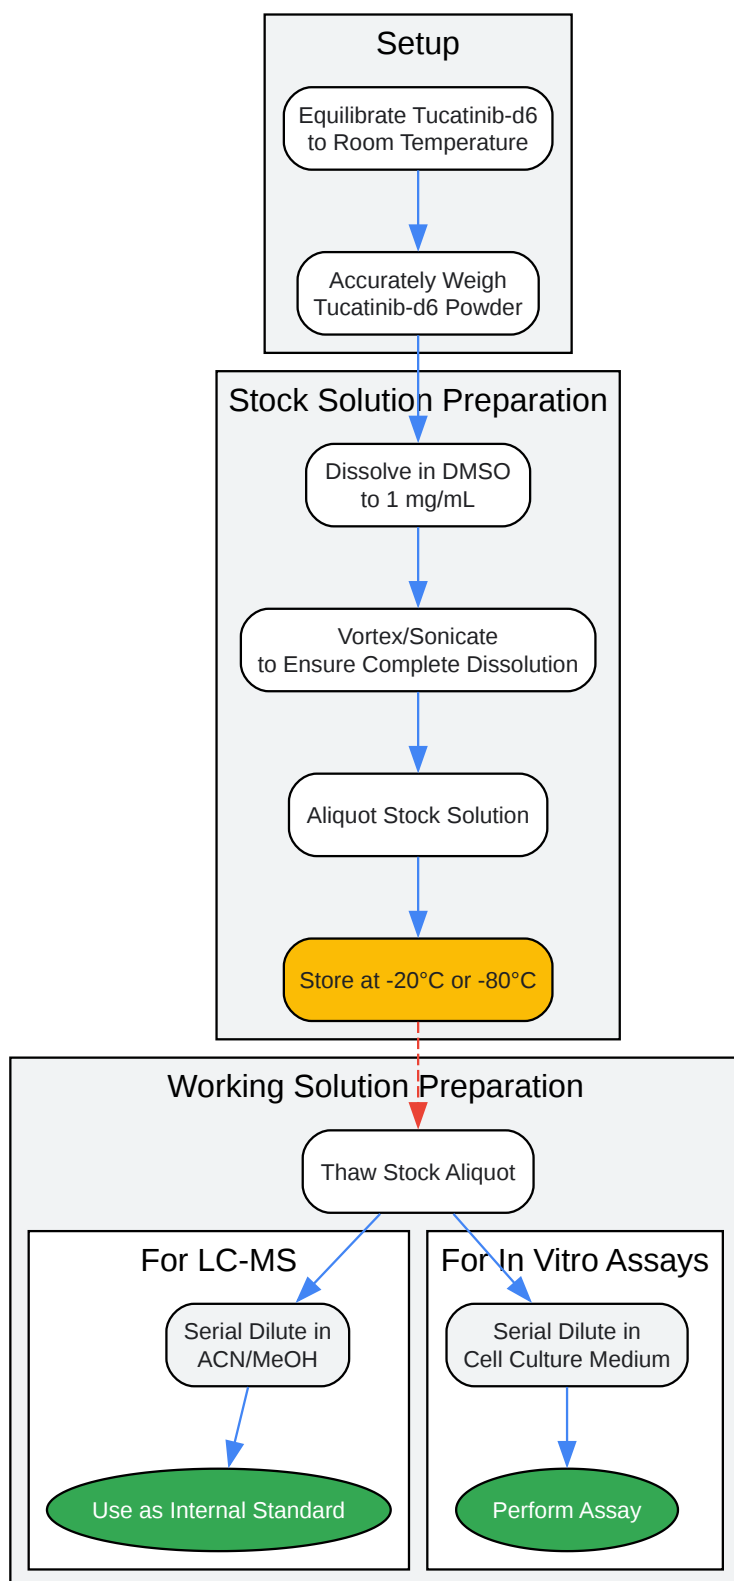 Setup
Equilibrate Tucatinib-d6
to Room Temperature
Accurately Weigh
Tucatinib-d6 Powder
Stock Solution Preparation
Dissolve in DMSO
to 1 mg/mL
Vortex/Sonicate
to Ensure Complete Dissolution
Aliquot Stock Solution
Store at -20°C or -80°C
Working Solution Preparation
Thaw Stock Aliquot
For LC-MS
Serial Dilute in
ACN/MeOH
Use as Internal Standard
For In Vitro Assays
Serial Dilute in
Cell Culture Medium
Perform Assay